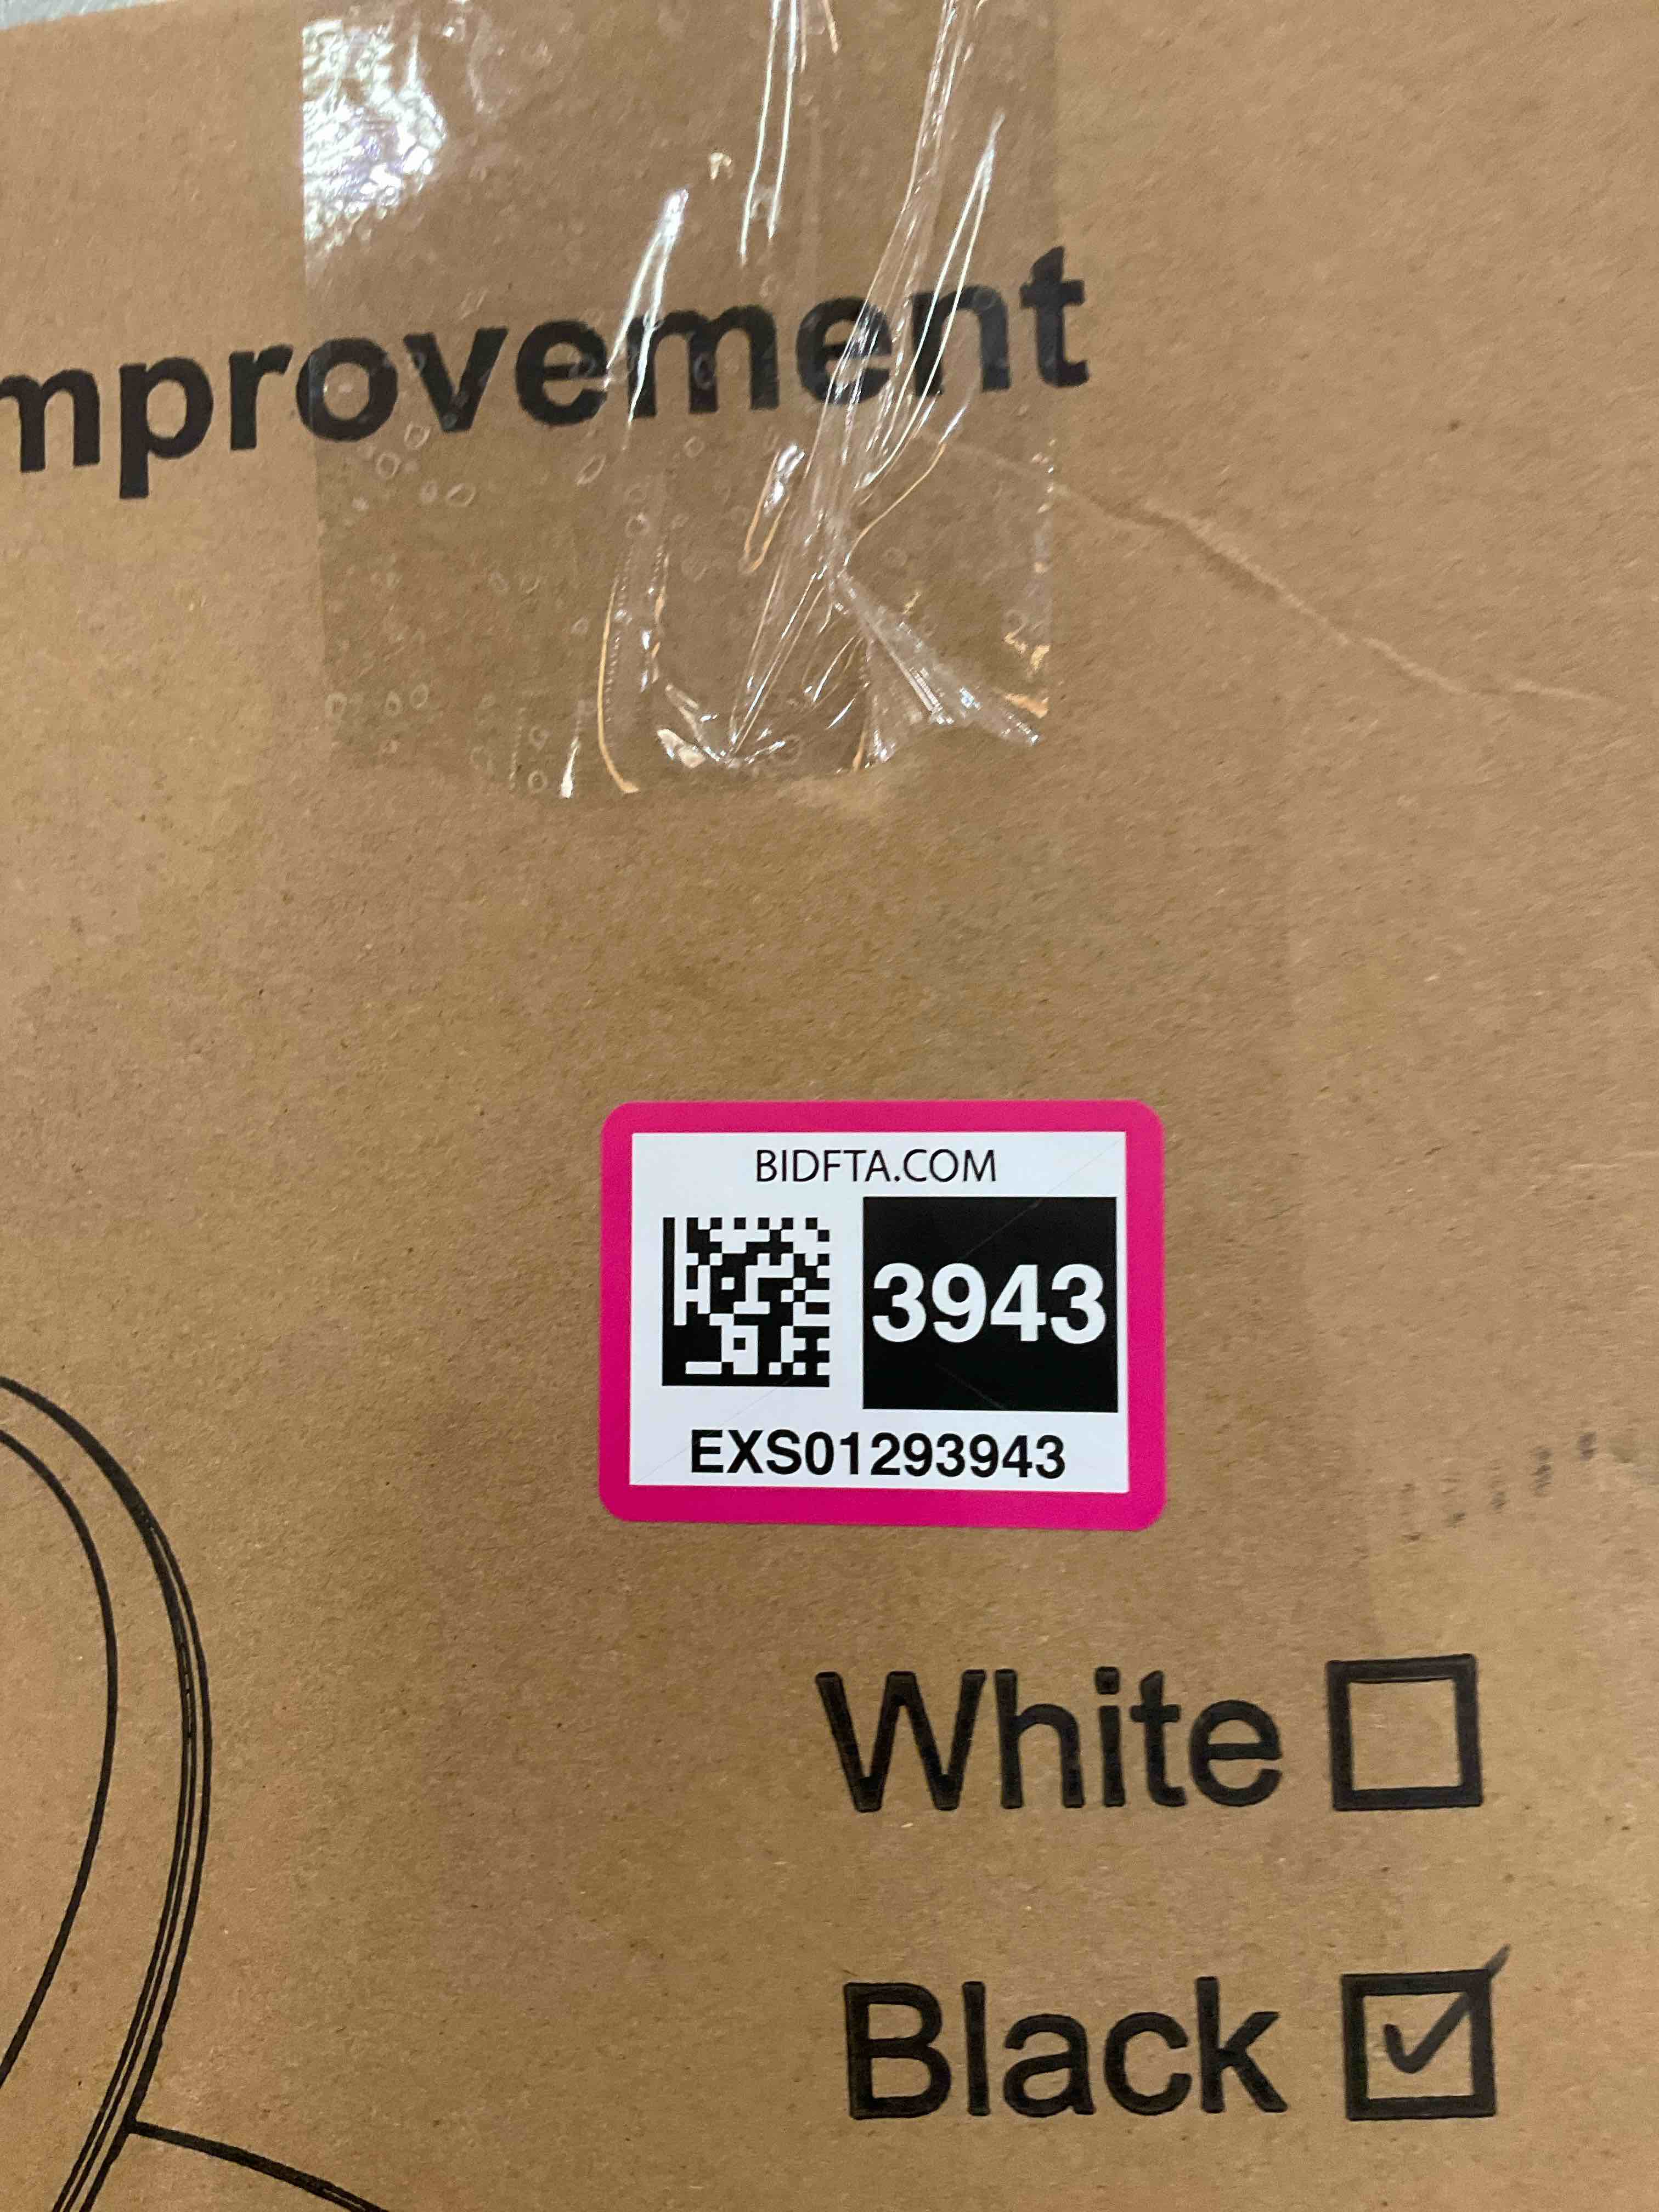 mprovement
BIDFTA.COM
3943
EXS01293943
White
Black